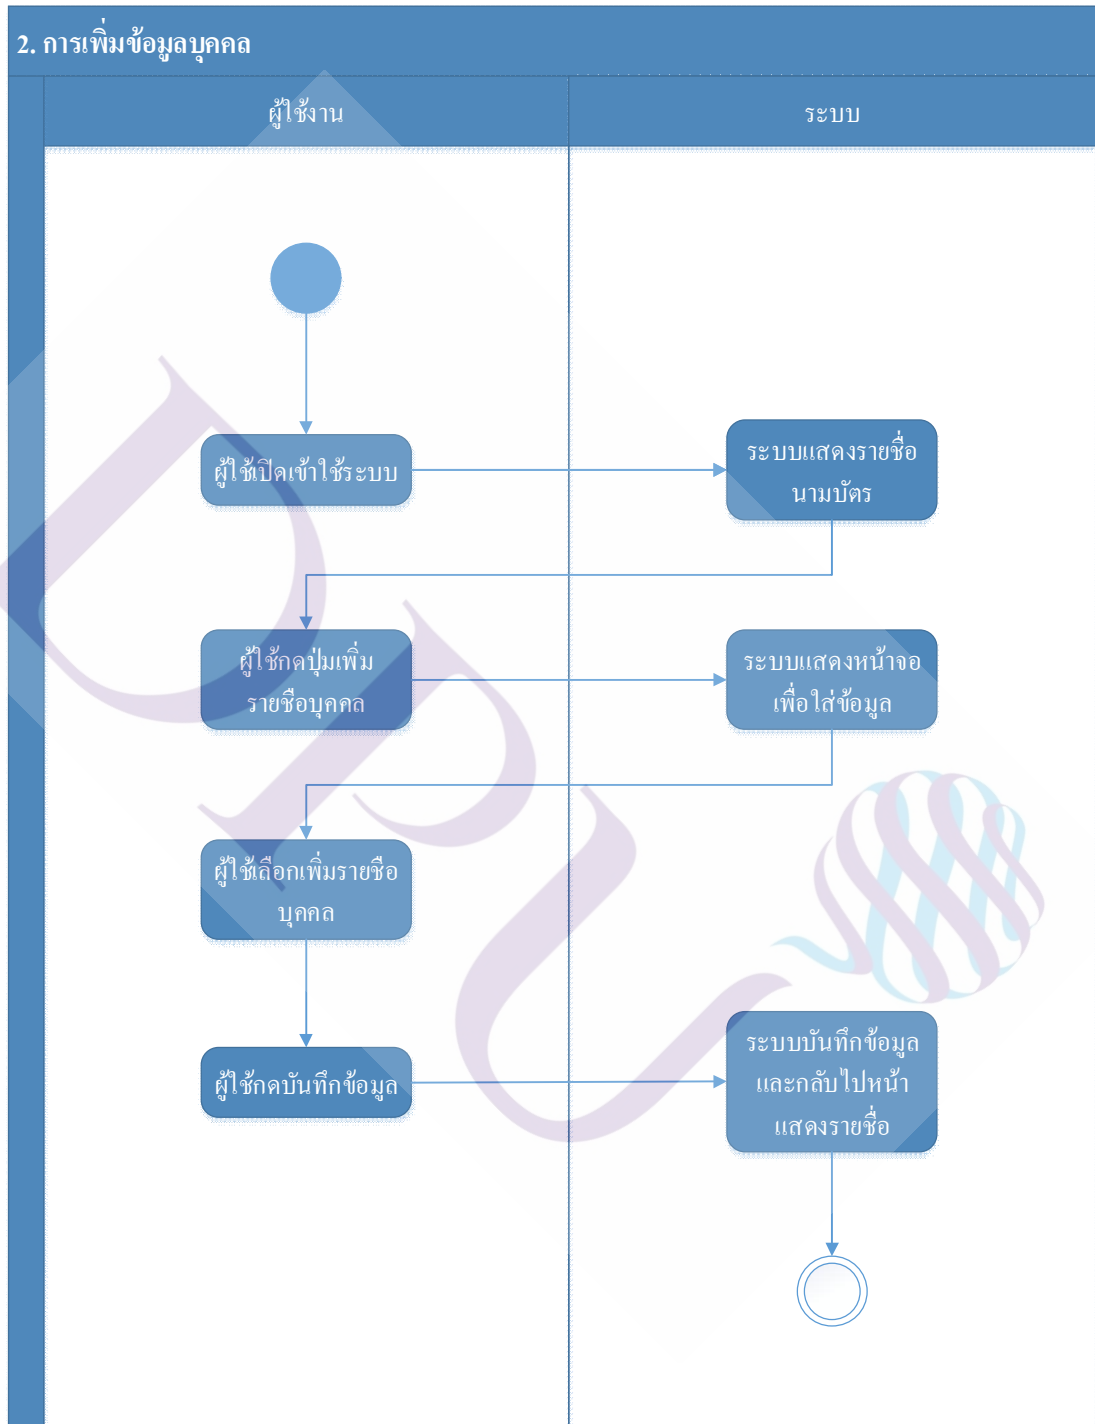 2. การเพิ่มข้อมูลบุคคล
ผู้ใช้งาน
ระบบ
ผู้ใช้เปิดเข้าใช้ระบบ
ระบบแสดงรายชื่อ
นามบัตร
ผู้ใช้กดปุ่มเพิ่ม
รายชือบุคคล
ระบบแสดงหน้าจอ
เพื่อใส่ข้อมูล
ผู้ใช้เลือกเพิ่มรายชือ
บุคคล
ผู้ใช้กดบันทึกข้อมูล
ระบบบันทึกข้อมูล
และกลับไปหน้า
แสดงรายชื่อ
DPU